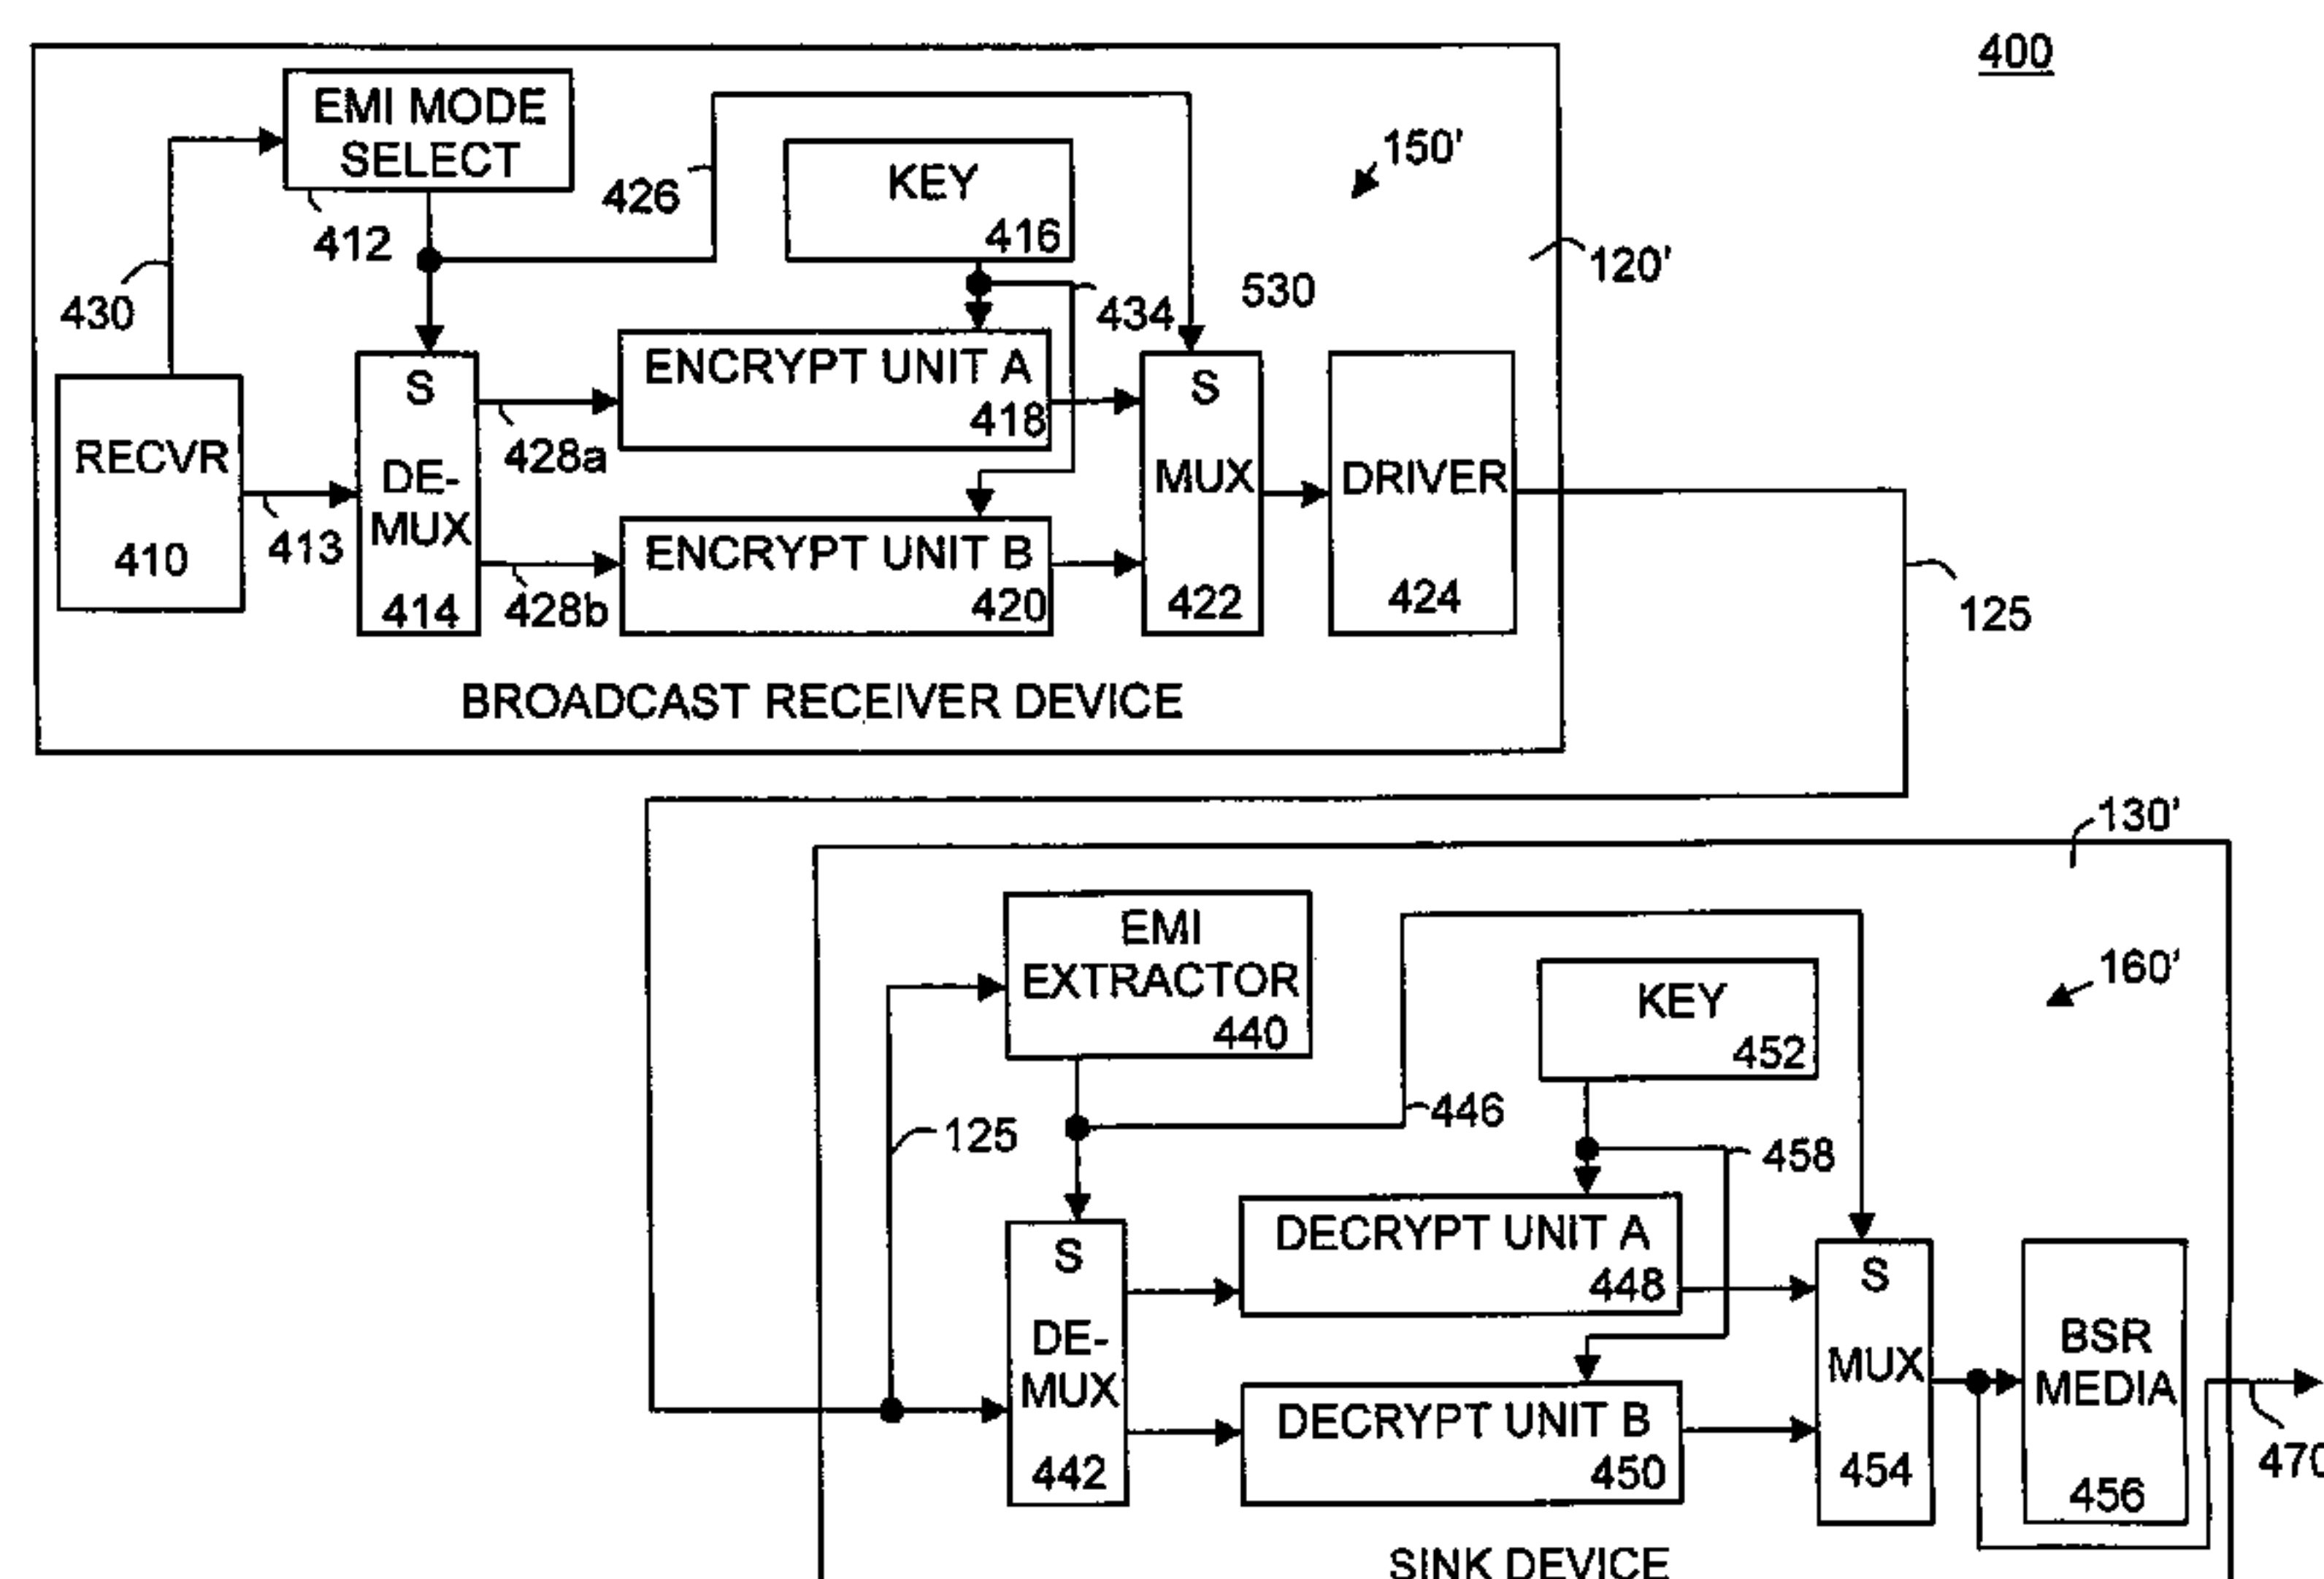 400
EMI MODE
SELECT
412
426
KEY
416
150'
120'
430
434
530
RECVR
410
413
S
DE-
MUX
414
428a
428b
ENCRYPT UNIT A
418
ENCRYPT UNIT B
420
S
MUX
422
DRIVER
424
125
BROADCAST RECEIVER DEVICE
130'
EMI
EXTRACTOR
440
KEY
452
160'
125
446
458
S
DE-
MUX
442
DECRYPT UNIT A
448
DECRYPT UNIT B
450
S
MUX
454
BSR
MEDIA
456
470
SINK DEVICE